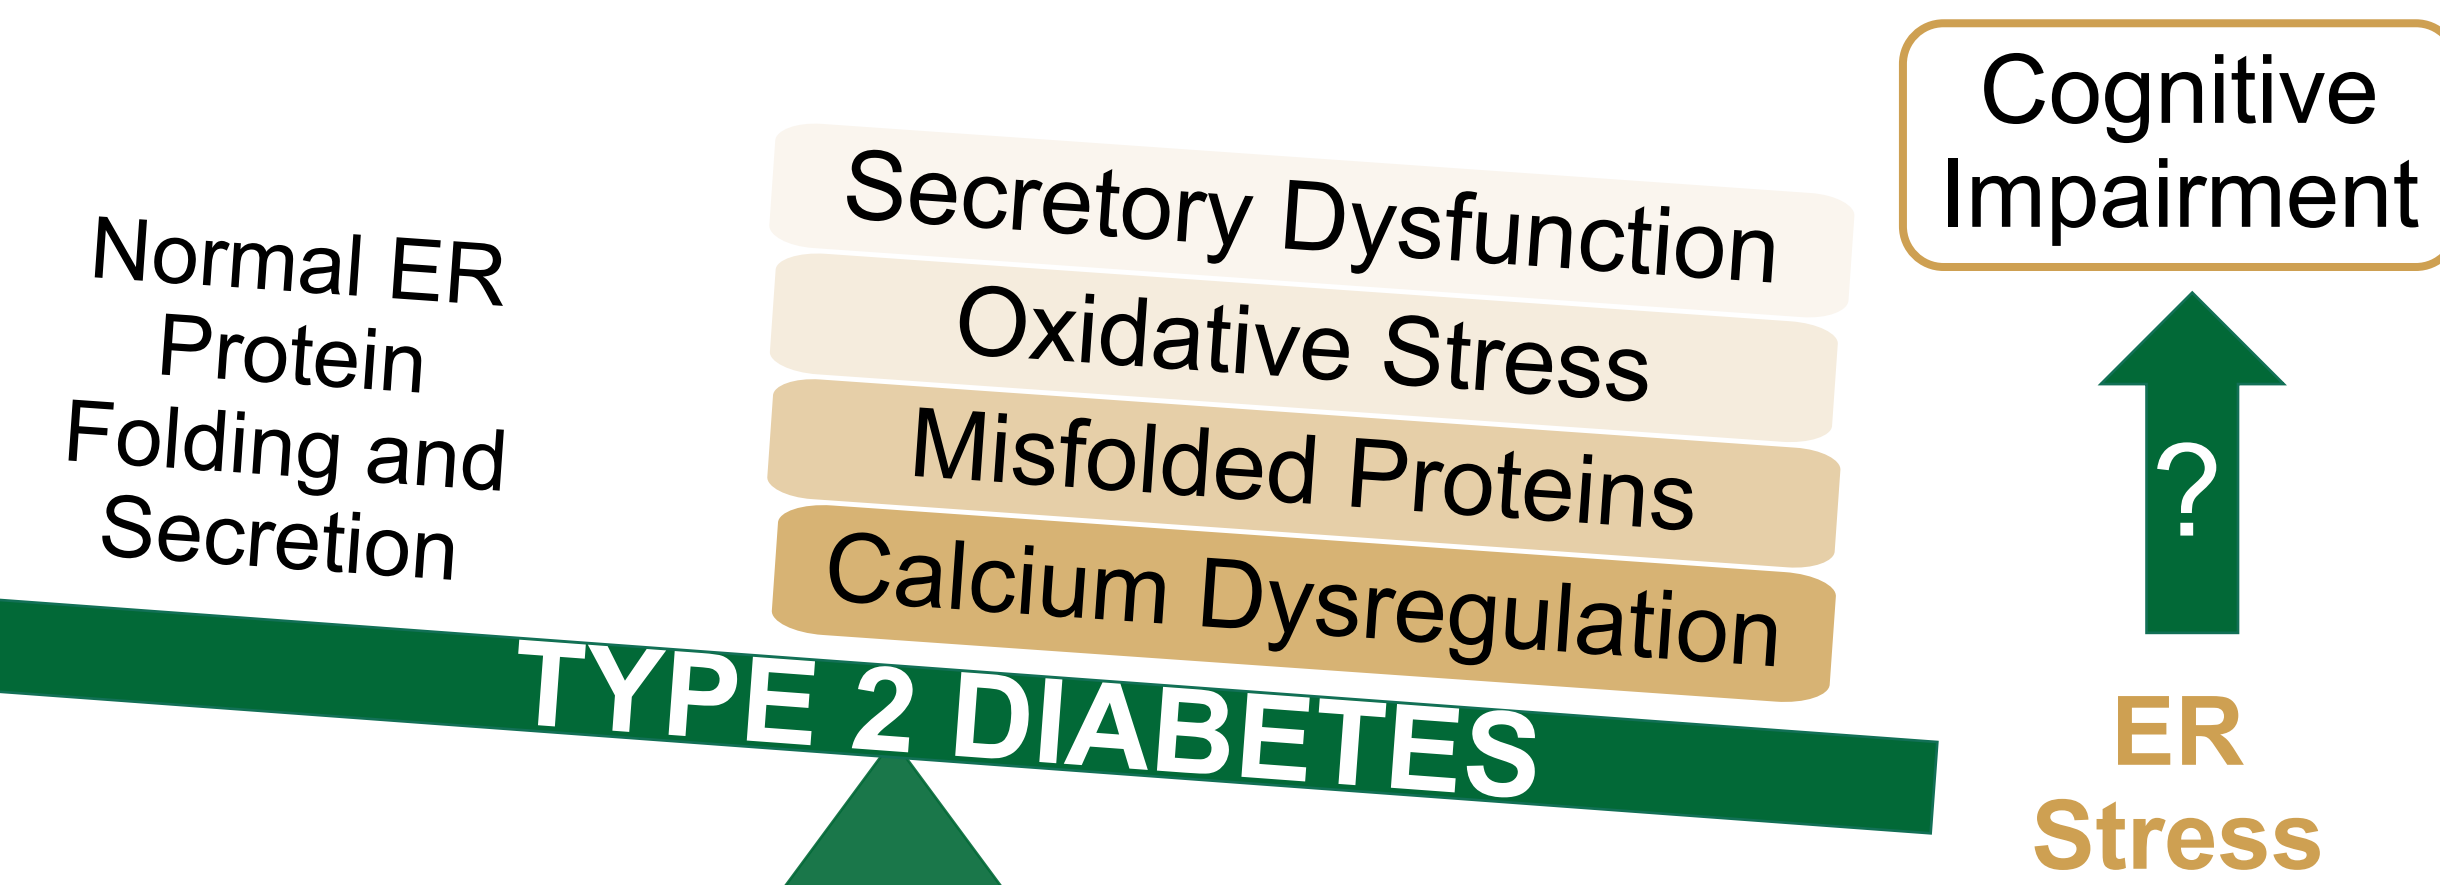 Normal ER
Protein
Folding and
Secretion
Secretory Dysfunction
Oxidative Stress
Misfolded Proteins
Calcium Dysregulation
TYPE 2 DIABETES
Cognitive
Impairment
?
ER
Stress